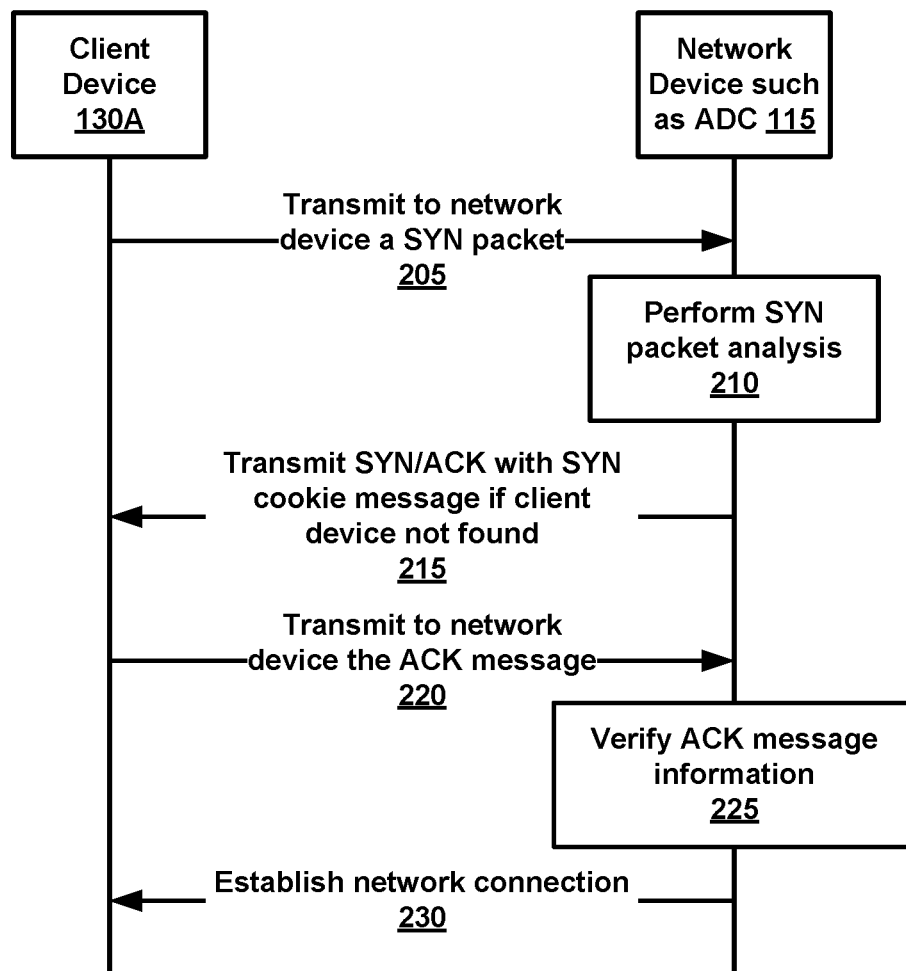 Client
Device
130A
Network
Device such
as ADC 115
Transmit to network
device a SYN packet
205
Perform SYN
packet analysis
210
Transmit SYN/ACK with SYN
cookie message if client
device not found
215
Transmit to network
device the ACK message
220
Verify ACK message
information
225
Establish network connection
230